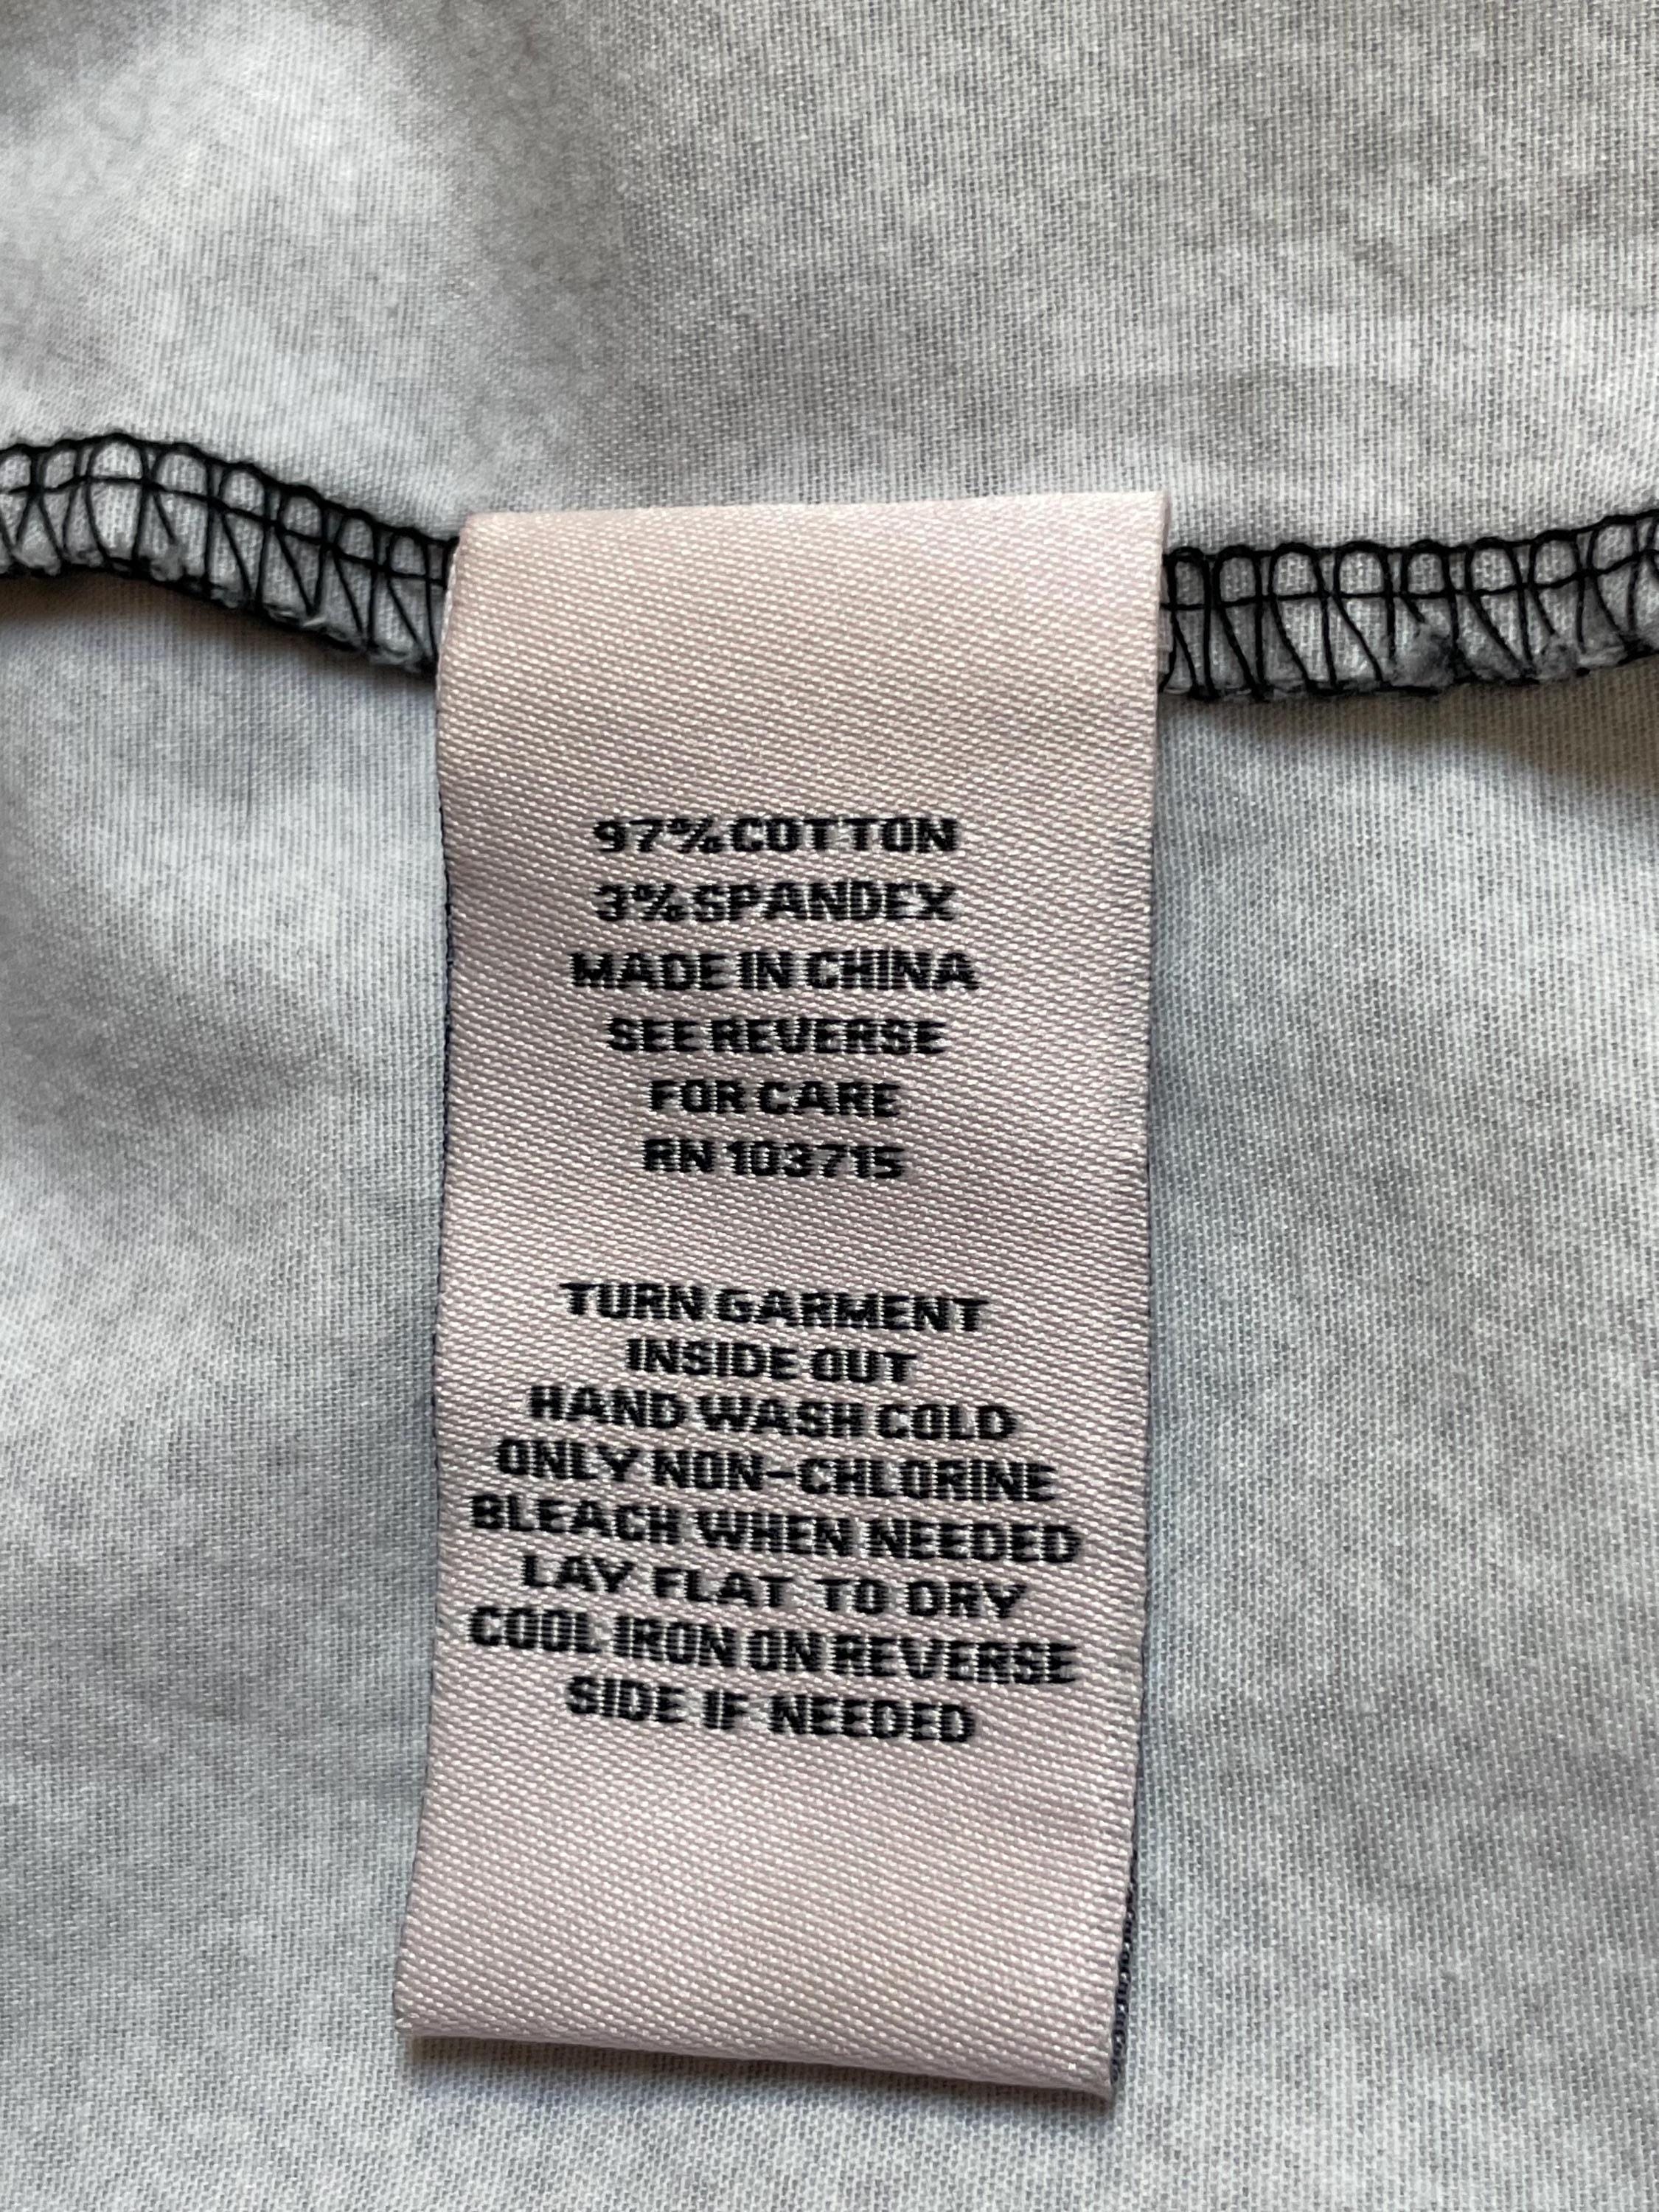 97% COTTON
3% SPANDEX
MADE IN CHINA
SEE REVERSE
FOR CARE
RN 103715
TURN GARMENT
INSIDE OUT
HAND WASH COLD
ONLY NON-CHLORINE
BLEACH WHEN NEEDED
LAY FLAT TO DRY
COOL IRON ON REVERSE
SIDE IF NEEDED